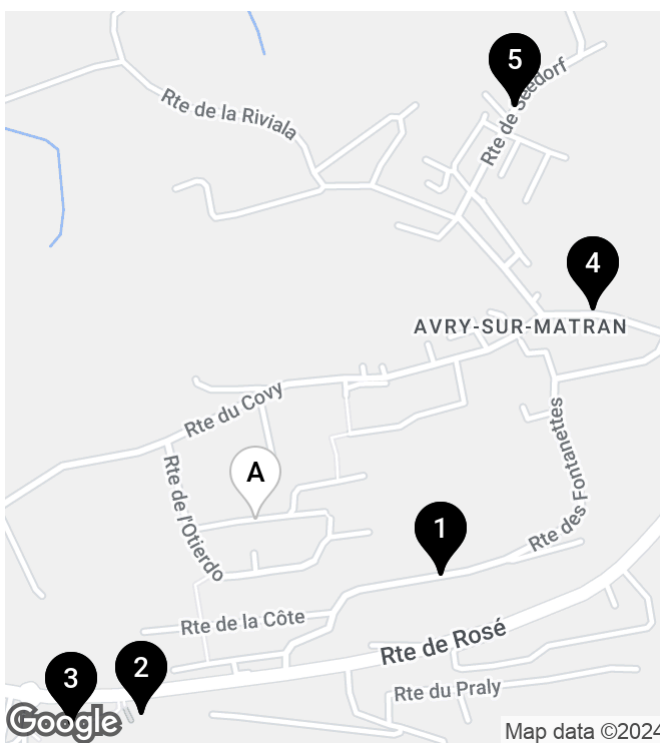 5
Rte de Seedorf
Rte de la Riviala
4
AVRY-SUR-MATRAN
Rte du Covy
Rte des Fontanettes
A
Rte de l'Otierdo
1
Rte de la Côte
Rte de Rosé
2
3
Rte du Praly
Google
Map data ©2024